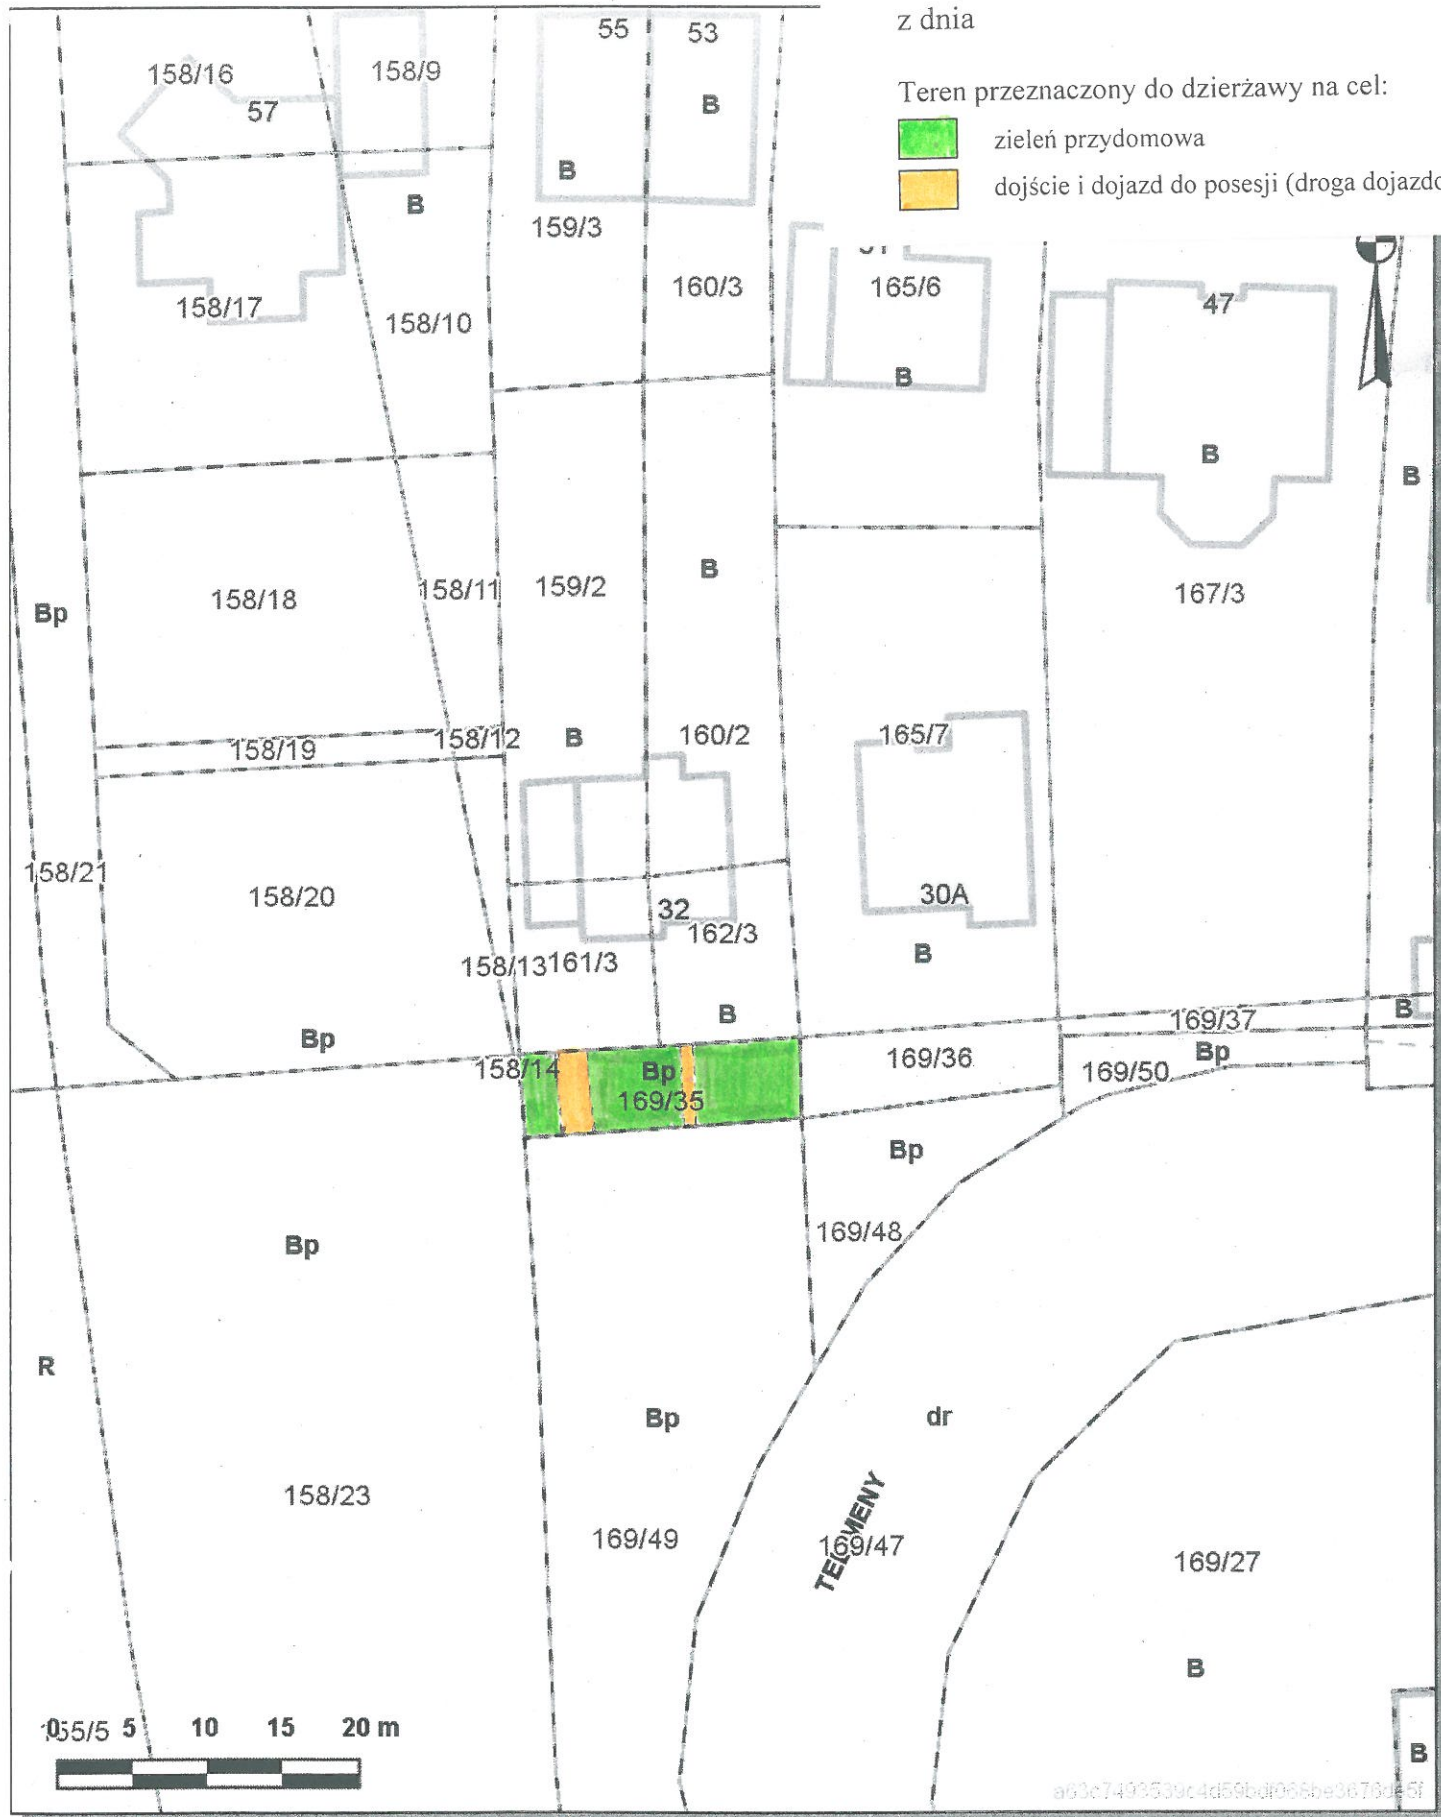 z dnia
Teren przeznaczony do dzierżawy na cel:
zieleń przydomowa
dojście i dojazd do posesji (droga
55 53
158/16 158/9
57 B
B
B
159/3
160/3 165/6
47
158/17 158/10
B
B B
158/18 158/11 159/2 B 167/3
Bp
158/19 158/12 B 160/2 165/7
158/21 158/20
32 30A
162/3
158/13 161/3 B
Bp B B
169/37
158/14 Bp 169/36 169/50 Bp
169/35
Bp
169/48
Bp
R
Bp dr
158/23
169/49 169/47 169/27
B
0 5 10 15 20 m
B